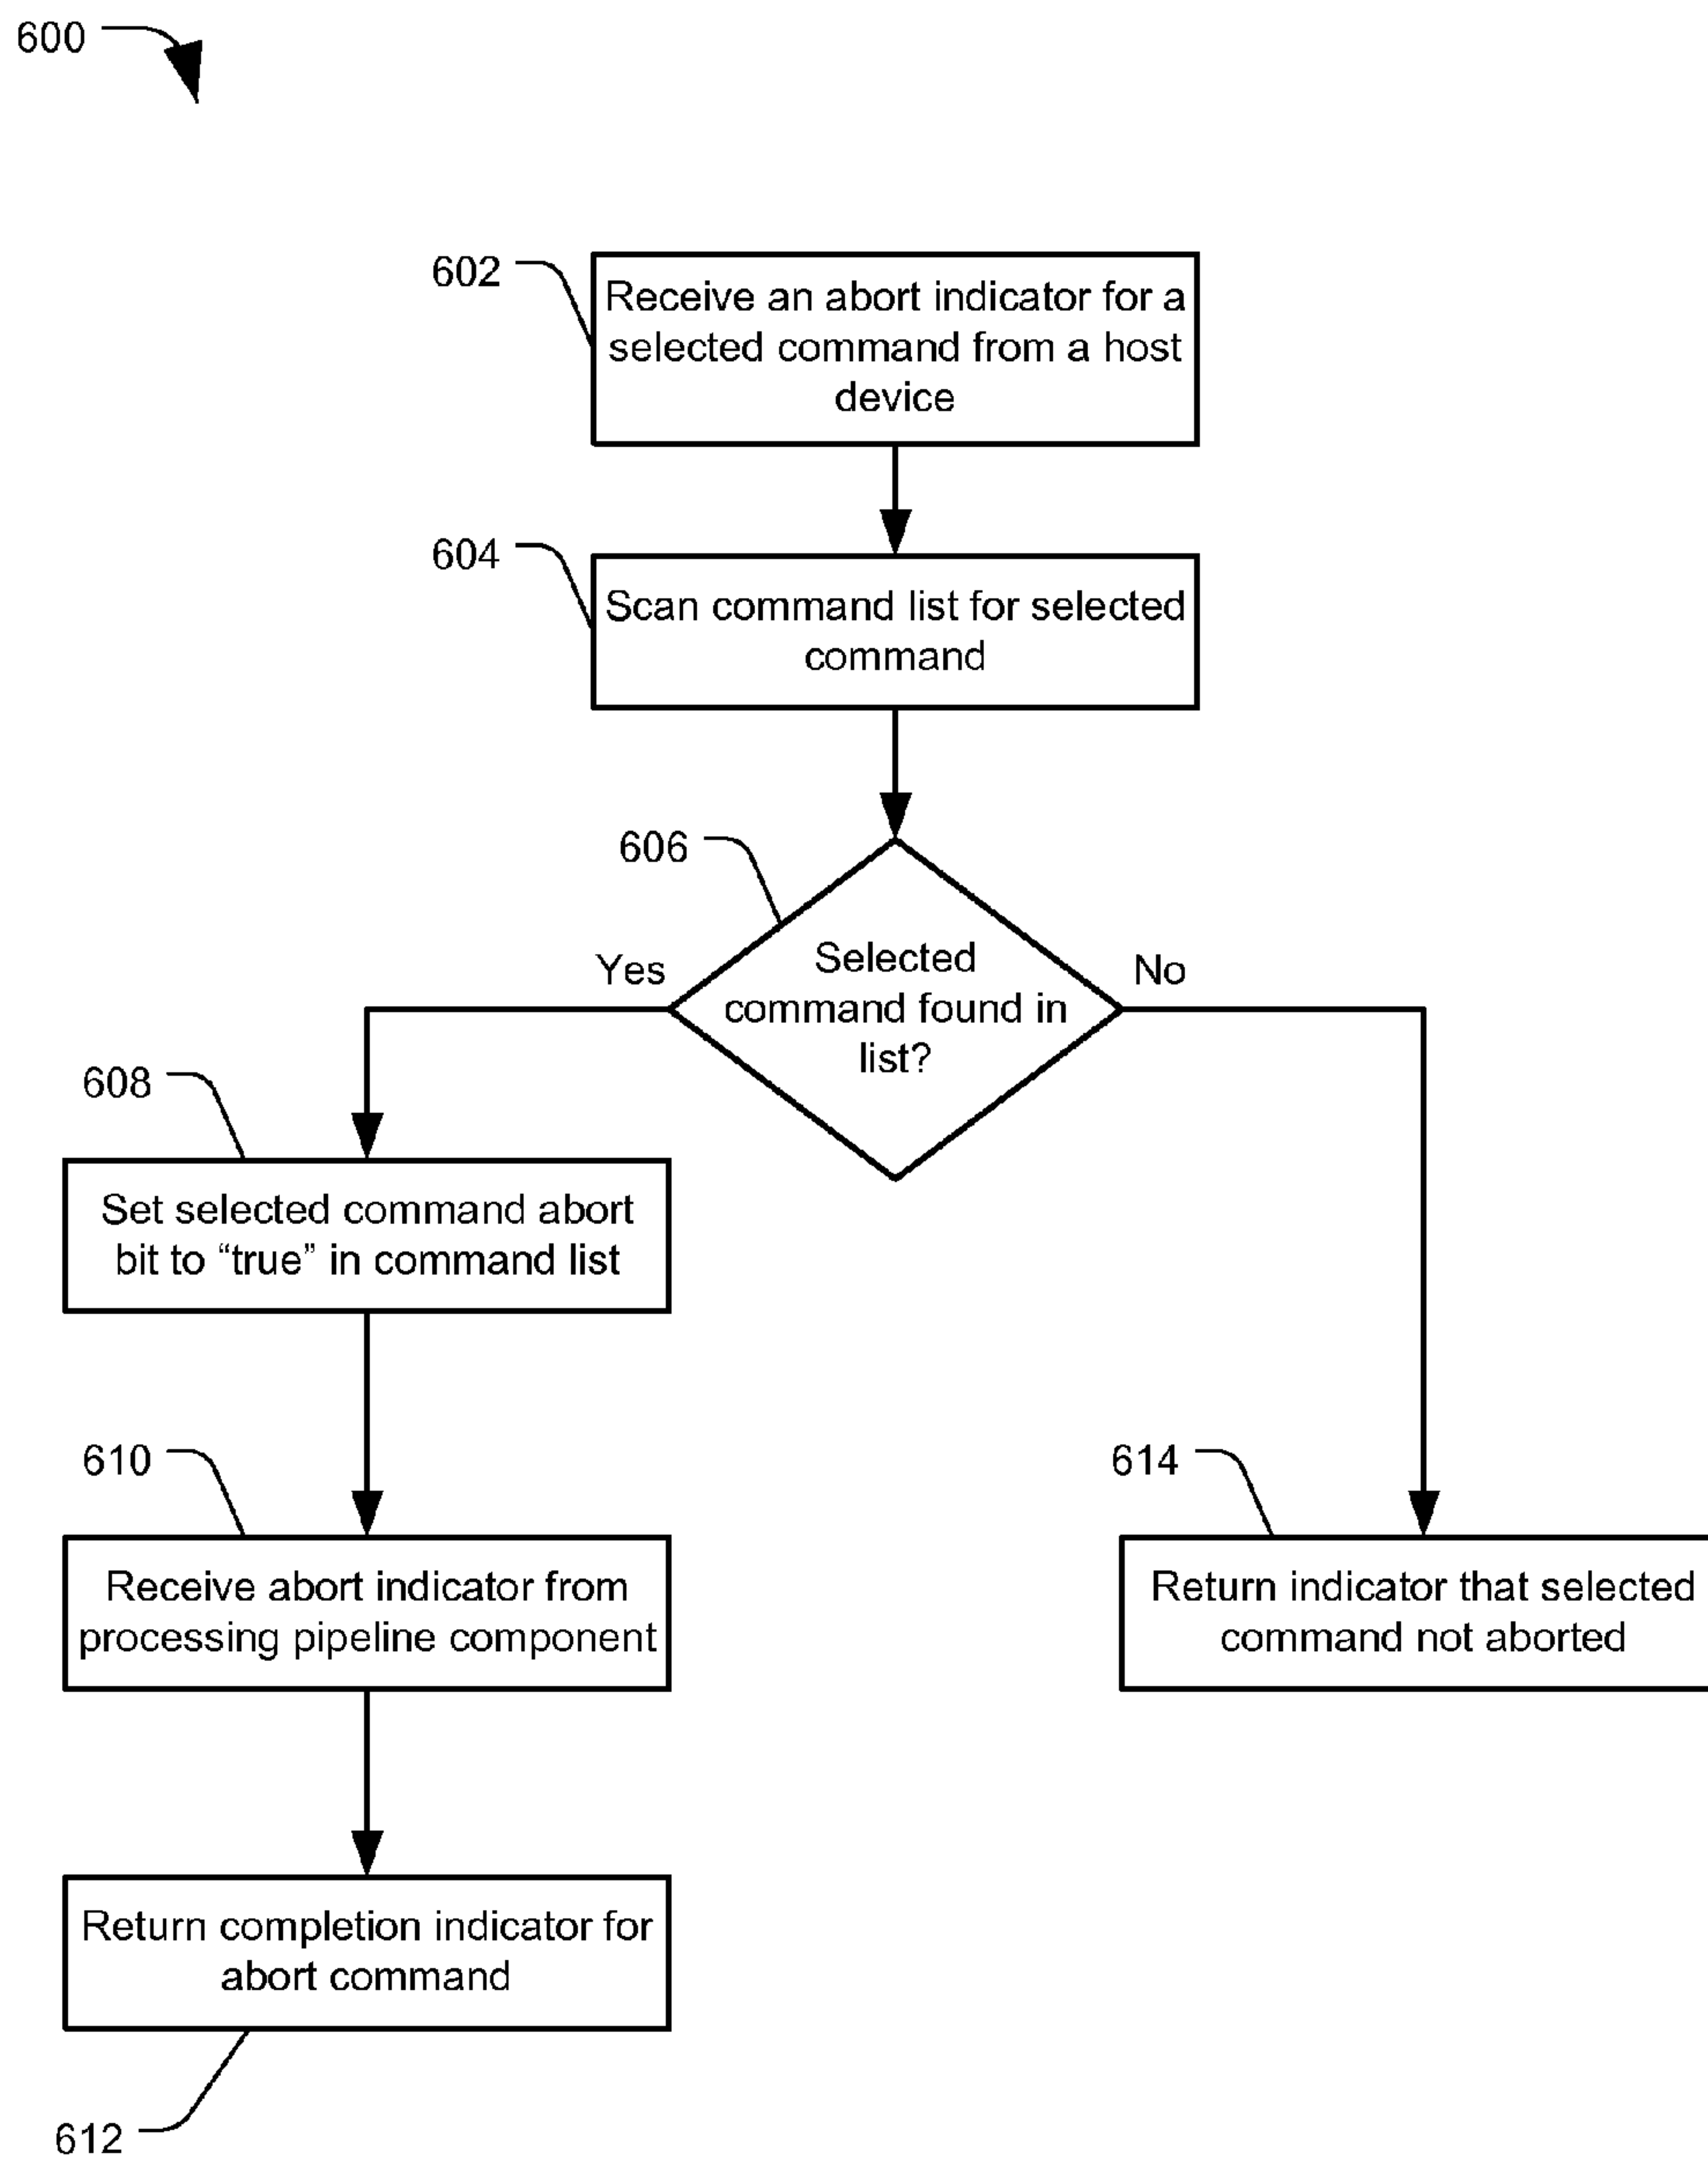 600
602
Receive an abort indicator for a
selected command from a host
device
604
Scan command list for selected
command
606
Selected
command found in
list?
Yes
No
608
Set selected command abort
bit to “true” in command list
610
Receive abort indicator from
processing pipeline component
614
Return indicator that selected
command not aborted
Return completion indicator for
abort command
612